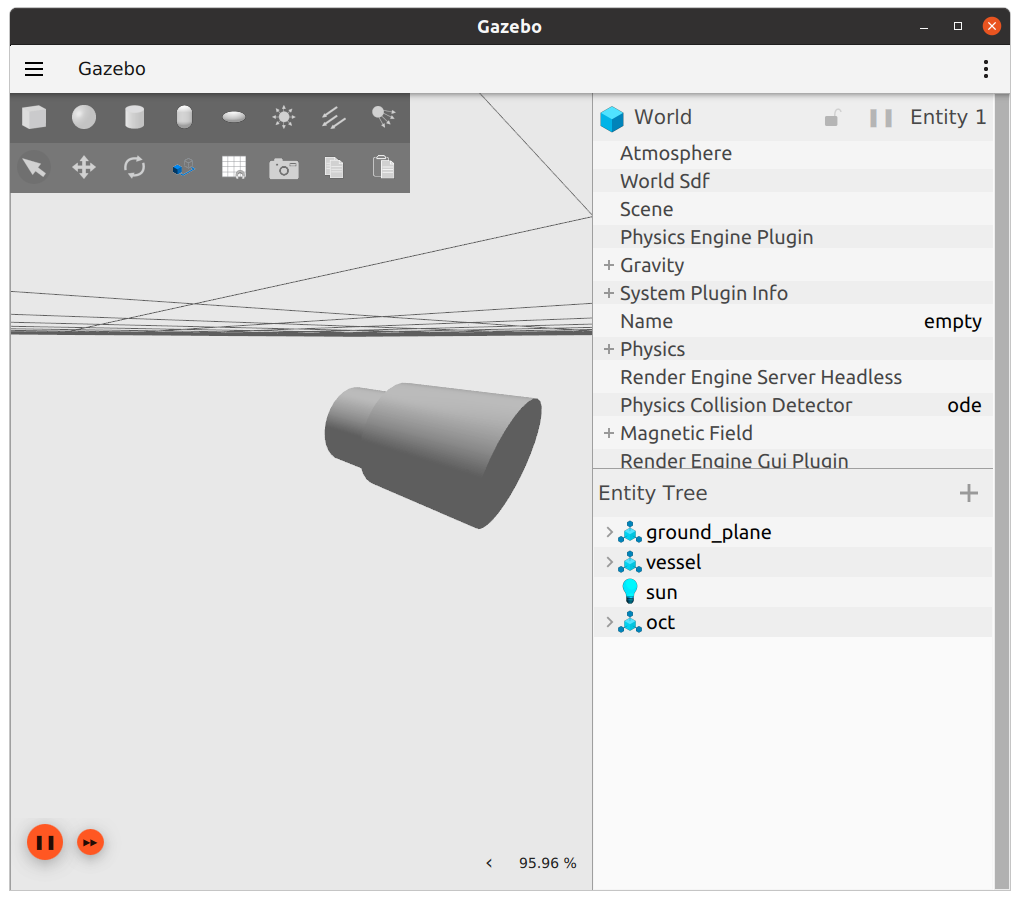 Gazebo
Gazebo
World Entity 1
Atmosphere
World Sdf
Scene
Physics Engine Plugin
Gravity
System Plugin Info
Name empty
Physics
Render Engine Server Headless
Physics Collision Detector ode
Magnetic Field
Render Engine Gui Plugin
Entity Tree
ground_plane
vessel
sun
oct
95.96 %